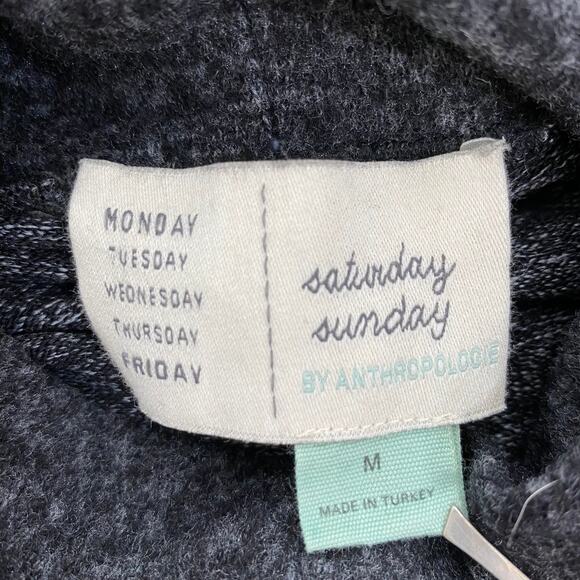 MONDAY
TUESDAY
WEDNESDAY
THURSDAY
FRIDAY
saturday
sunday
BY ANTHROPOLOGIE
M
MADE IN TURKEY